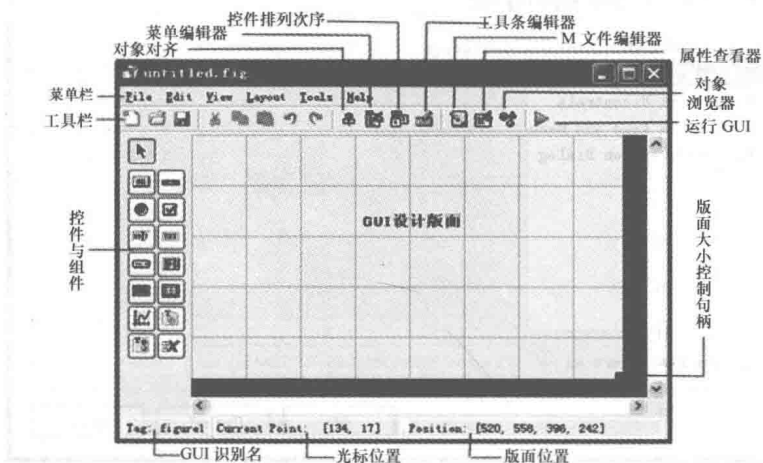 控件排列次序
工具条编辑器
菜单编辑器
M 文件编辑器
对象对齐
属性查看器
untitled.fig
对象
浏览器
菜单栏
File Edit View Layout Tools Help
工具栏
运行 GUI
GUI设计版面
控件与组件
版面大小控制句柄
Tag: figure1 Current Point: [134, 17] Position: [520, 558, 396, 242]
GUI 识别名
光标位置
版面位置